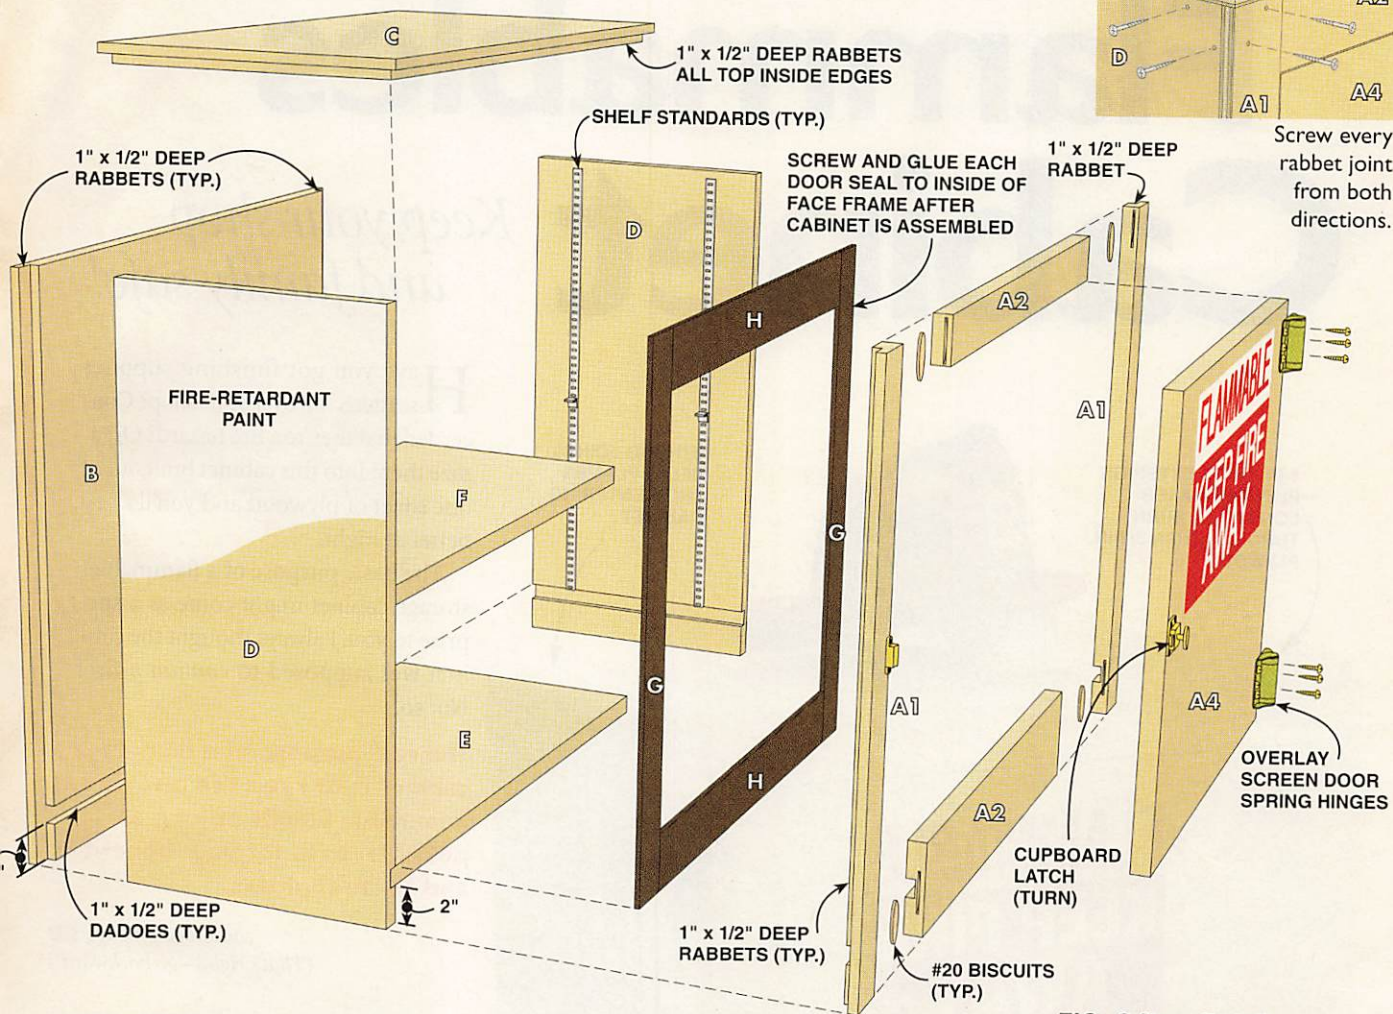 C
1" x 1/2" DEEP RABBETS
ALL TOP INSIDE EDGES
A2
D
A1
A4
Screw every
rabbet joint
from both
directions.
SHELF STANDARDS (TYP.)
1" x 1/2" DEEP
RABBETS (TYP.)
SCREW AND GLUE EACH
DOOR SEAL TO INSIDE OF
FACE FRAME AFTER
CABINET IS ASSEMBLED
1" x 1/2" DEEP
RABBET
D
A2
H
FIRE-RETARDANT
PAINT
B
F
G
A1
FLAMMABLE
KEEP FIRE
AWAY
D
E
G
A1
H
A2
A4
OVERLAY
SCREEN DOOR
SPRING HINGES
CUPBOARD
LATCH
(TURN)
2"
1" x 1/2" DEEP
DADOES (TYP.)
1" x 1/2" DEEP
RABBETS (TYP.)
#20 BISCUITS
(TYP.)